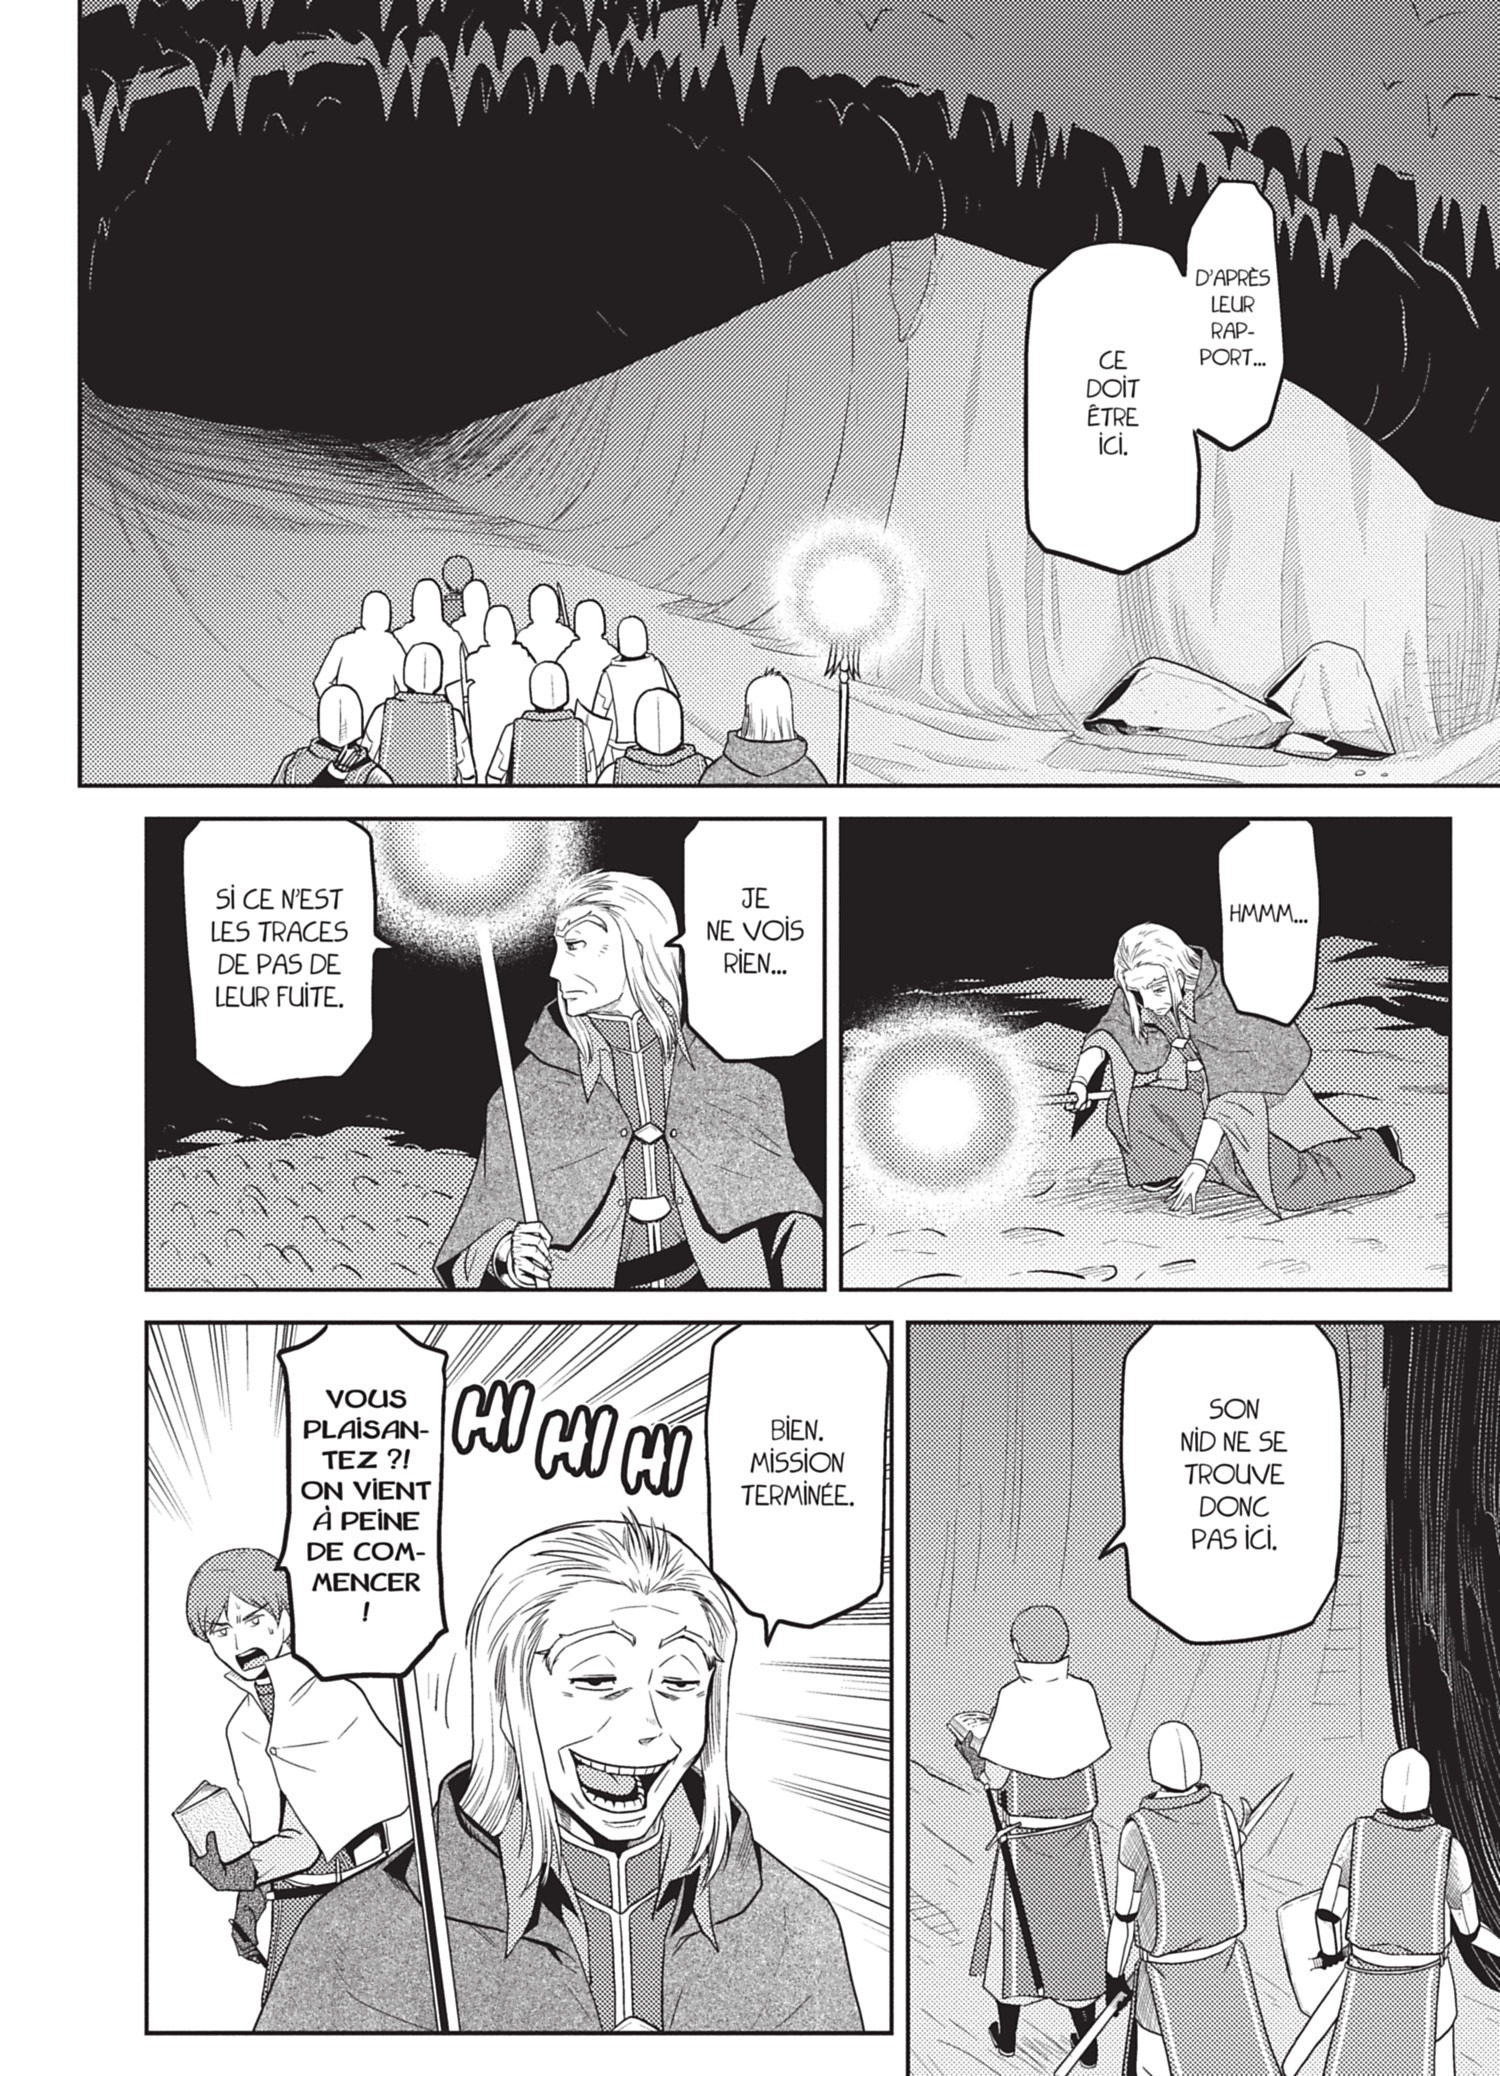 D'APRÈS
LEUR
RAP-
PORT...
CE
DOIT
ÊTRE
ICI.
HMMM...
JE
NE VOIS
RIEN...
SI CE N'EST
LES TRACES
DE PAS DE
LEUR FUITE.
SON
NID NE SE
TROUVE
DONC
PAS ICI.
BIEN.
MISSION
TERMINÉE.
HI HI HI
VOUS
PLAISAN-
TEZ ?!
ON VIENT
À PEINE
DE COM-
MENCER
!